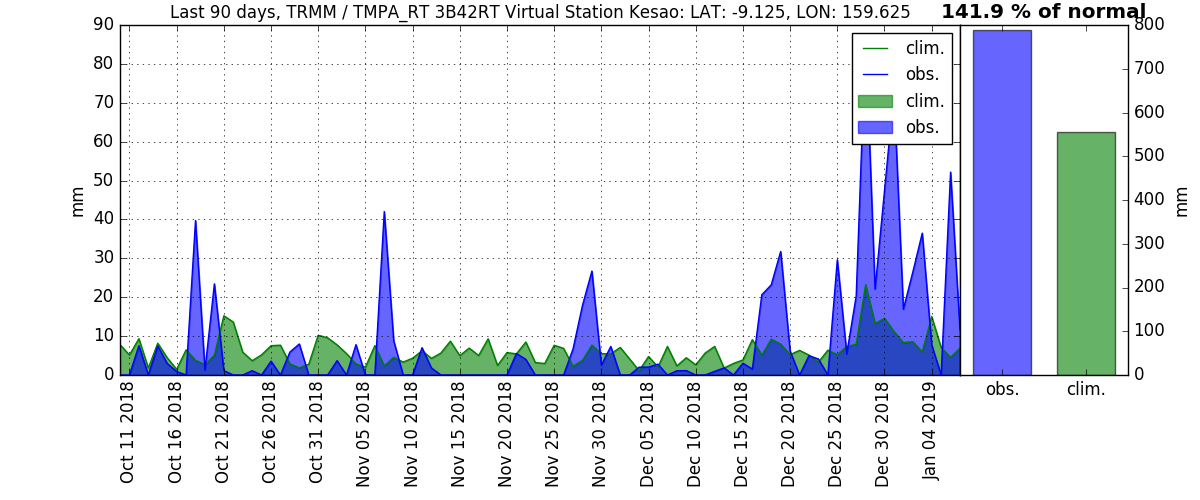 Last 90 days, TRMM / TMPA_RT 3B42RT Virtual Station Kesao: LAT: -9.125, LON: 159.625
141.9 % of normal
mm
90
80
70
60
50
40
30
20
10
0
clim.
obs.
clim.
obs.
Oct 11 2018
Oct 16 2018
Oct 21 2018
Oct 26 2018
Oct 31 2018
Nov 05 2018
Nov 10 2018
Nov 15 2018
Nov 20 2018
Nov 25 2018
Nov 30 2018
Dec 05 2018
Dec 10 2018
Dec 15 2018
Dec 20 2018
Dec 25 2018
Dec 30 2018
Jan 04 2019
800
700
600
500
400
300
200
100
0
mm
obs.
clim.